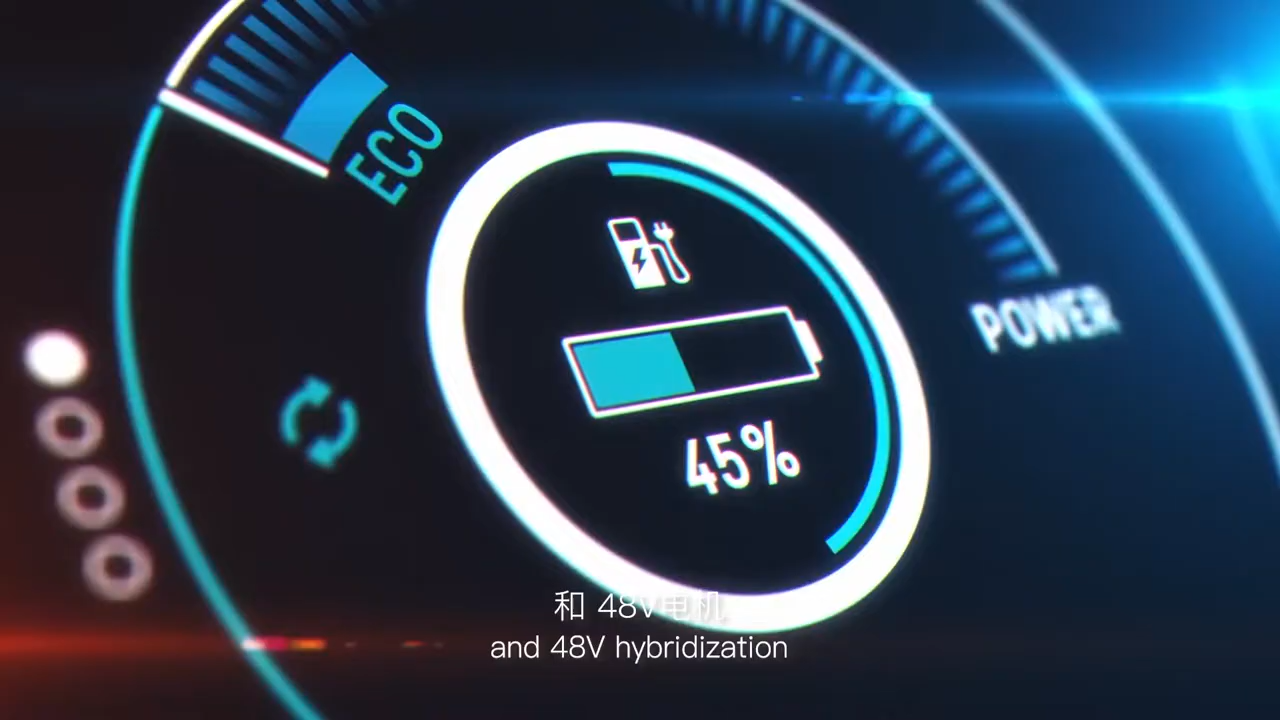 ECO
POWER
45%
和 48V电机
and 48V hybridization